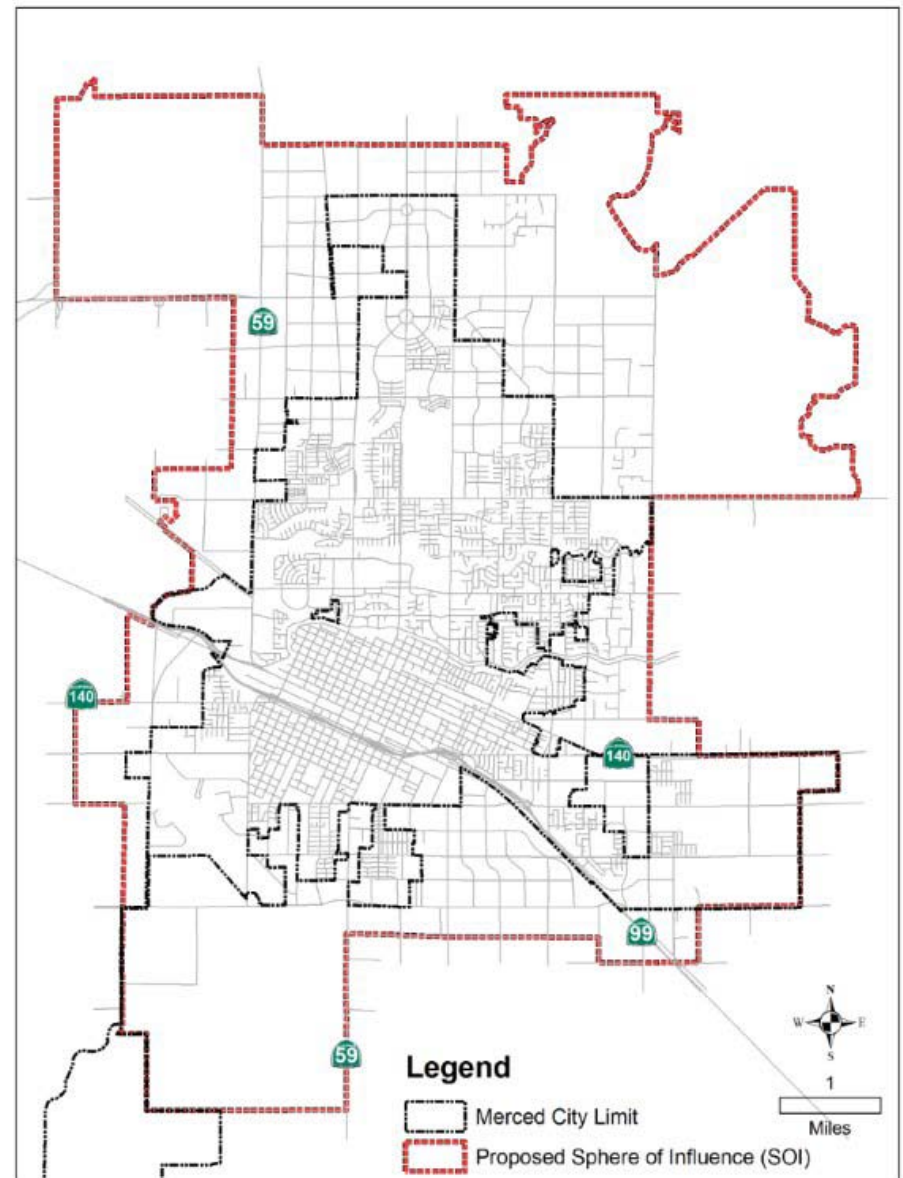 59
140
140
99
N
W E
S
59
Legend
1
Miles
Merced City Limit
Proposed Sphere of Influence (SOI)